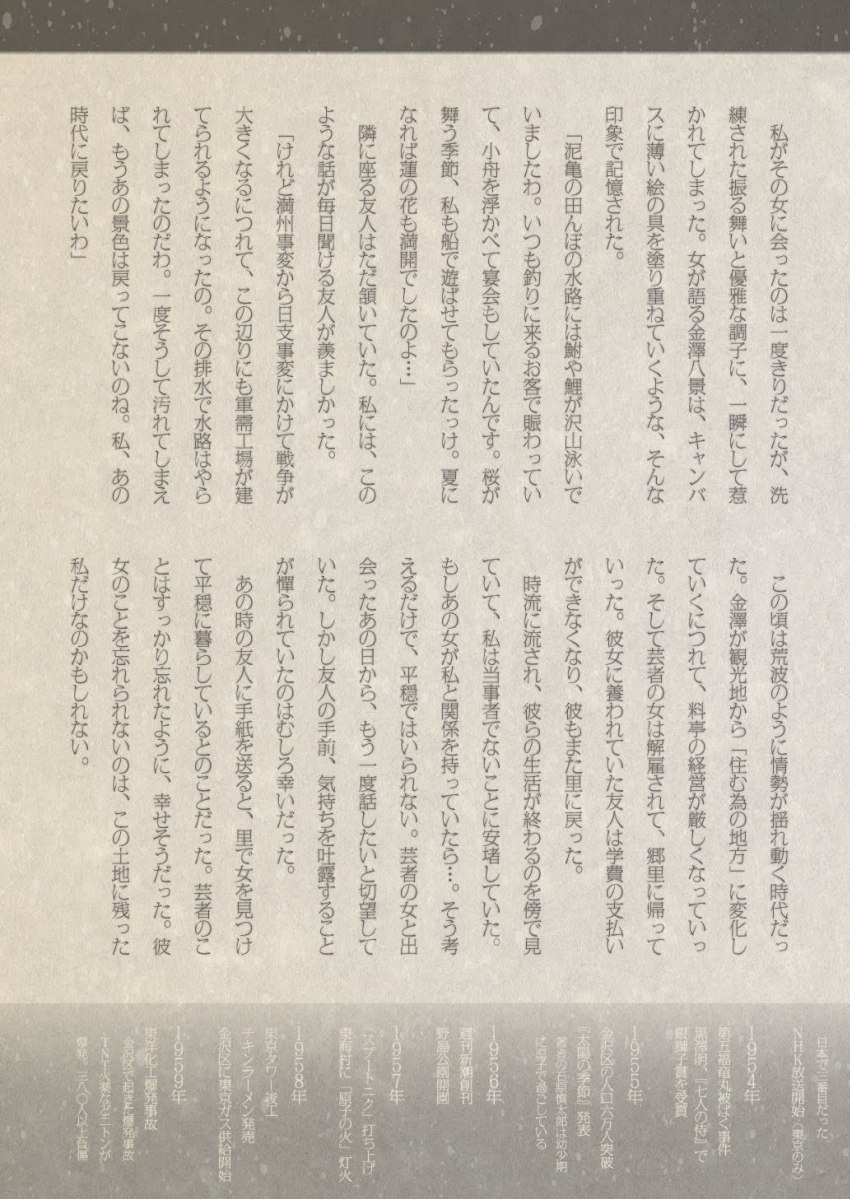 私がその女に会ったのは一度きりだったが、洗
練された振る舞いと優雅な調子に、一瞬にして惹
かれてしまった。女が語る金澤八景は、キャンバ
スに薄い絵の具を塗り重ねていくような、そんな
印象で記憶された。
「泥亀の田んぼの水路には鮒や鯉が沢山泳いで
いましたわ。いつも釣りに来るお客で賑わってい
て、小舟を浮かべて宴会もしていたんです。桜が
舞う季節、私も船で遊ばせてもらったっけ。夏に
なれば蓮の花も満開でしたのよ…」
　隣に座る友人はただ頷いていた。私には、この
ような話が毎日聞ける友人が羨ましかった。
「けれど満州事変から日支事変にかけて戦争が
大きくなるにつれて、この辺りにも軍需工場が建
てられるようになったの。その排水で水路はやら
れてしまったのだわ。一度そうして汚れてしまえ
ば、もうあの景色は戻ってこないのね。私、あの
時代に戻りたいわ」
　この頃は荒波のように情勢が揺れ動く時代だっ
た。金澤が観光地から「住む為の地方」に変化し
ていくにつれて、料亭の経営が厳しくなっていっ
た。そして芸者の女は解雇されて、郷里に帰って
いった。彼女に養われていた友人は学費の支払い
ができなくなり、彼もまた里に戻った。
　時流に流され、彼らの生活が終わるのを傍で見
ていて、私は当事者でないことに安堵していた。
もしあの女が私と関係を持っていたら…。そう考
えるだけで、平穏ではいられない。芸者の女と出
会ったあの日から、もう一度話したいと切望して
いた。しかし友人の手前、気持ちを吐露すること
が憚られていたのはむしろ幸いだった。
　あの時の友人に手紙を送ると、里で女を見つけ
て平穏に暮らしているとのことだった。芸者のこ
とはすっかり忘れたように、幸せそうだった。彼
女のことを忘れられないのは、この土地に残った
私だけなのかもしれない。
日本で二番目だった
NHK放送開始（東京のみ）
1954年
第五福竜丸被ばく事件
黒澤明、『七人の侍』で
銀獅子賞を受賞
1955年
金沢区の人口六万人突破
『太陽の季節』発表
著者の石原慎太郎は幼少期
に逗子で過ごしている
1956年
週刊新潮創刊
野島公園開園
1957年
「スプートニク」打ち上げ
東海村に「原子の火」灯火
1958年
東京タワー竣工
チキンラーメン発売
金沢区に東京ガス供給開始
1959年
東洋化工爆発事故
金沢区で起きた爆発事故
TNT火薬など二トンが
爆発。三八〇人以上負傷